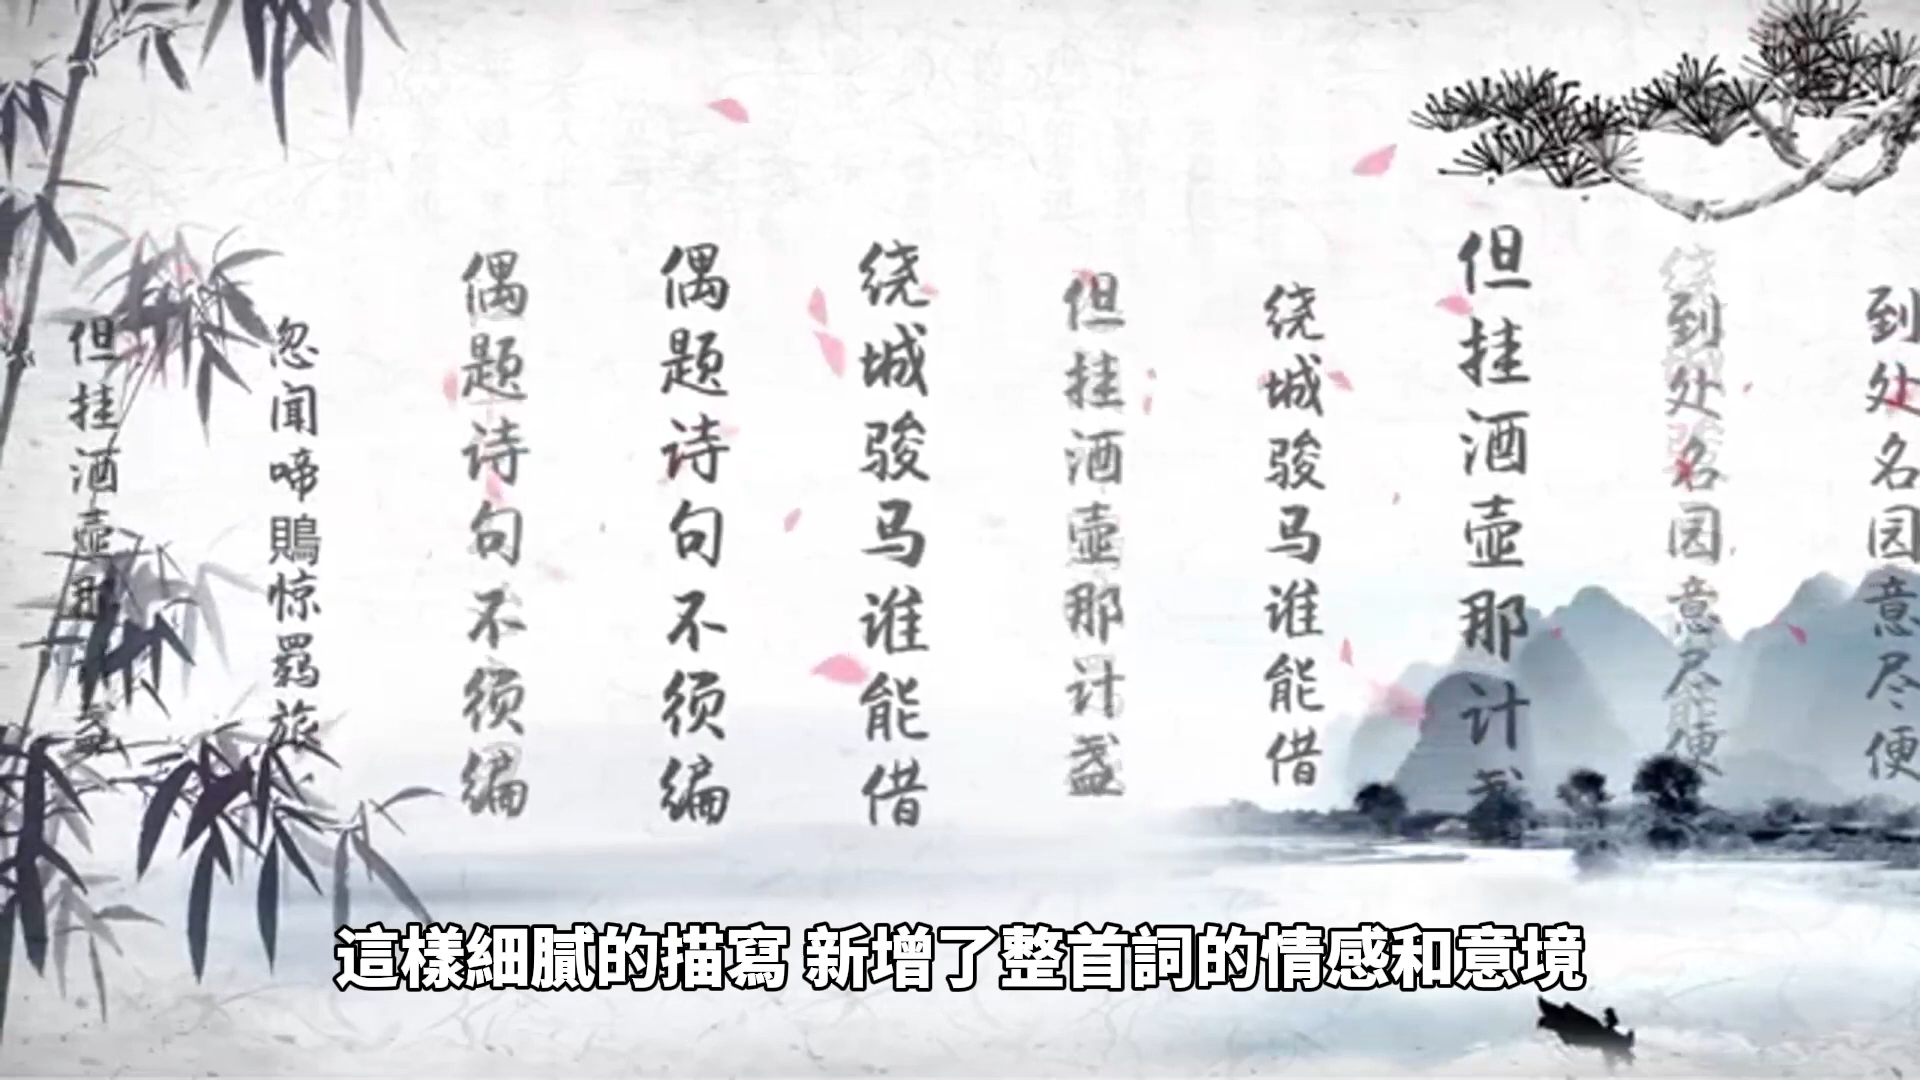 到处名园意尽便
到处名园意尽便
但挂酒壶那计盏
绕城骏马谁能借
但挂酒壶那计盏
绕城骏马谁能借
偶题诗句不须编
偶题诗句不须编
忽闻啼鵙惊羁旅
但挂酒壶那计盏
這樣細膩的描寫 新增了整首詞的情感和意境